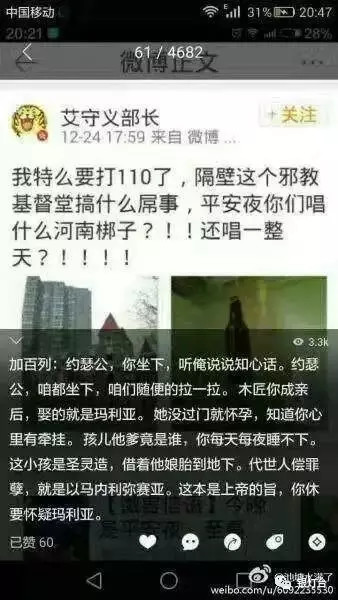 中国移动 E 31% 20:47
20:21 28%
61 / 4682
微博正文
艾守义部长
+关注
12-24 17:59 来自 微博 ...
我特么要打110了，隔壁这个邪教
基督堂搞什么屌事，平安夜你们唱
什么河南梆子？！！还唱一整
天？！！！！
3.3k
加百列：约瑟公，你坐下，听俺说说知心话。约瑟
公，咱都坐下，咱们随便的拉一拉。 木匠你成亲
后，娶的就是玛利亚。 她没过门就怀孕，知道你心
里有牵挂。 孩儿他爹竟是谁，你每天每夜睡不下。
这小孩是圣灵造，借着他娘胎到地下。代世人偿罪
孽，就是以马内利弥赛亚。这本是上帝的旨，你休
要怀疑玛利亚。
已赞 60
weibo.com/u/6092235530